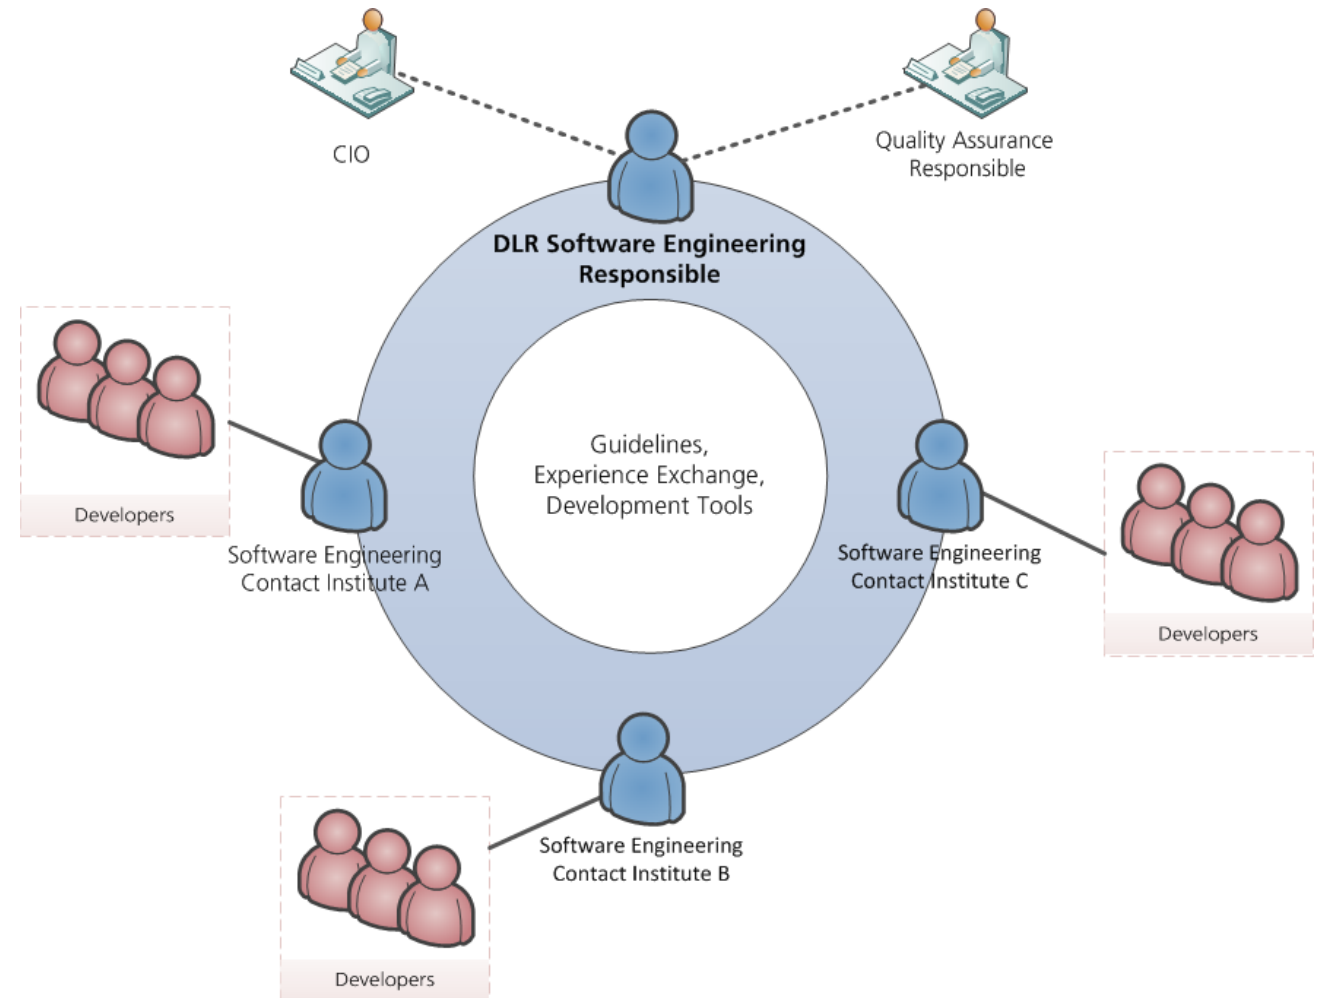 CIO
Quality Assurance
Responsible
DLR Software Engineering
Responsible
Guidelines,
Experience Exchange,
Development Tools
Developers
Software Engineering
Contact Institute A
Software Engineering
Contact Institute C
Developers
Software Engineering
Contact Institute B
Developers